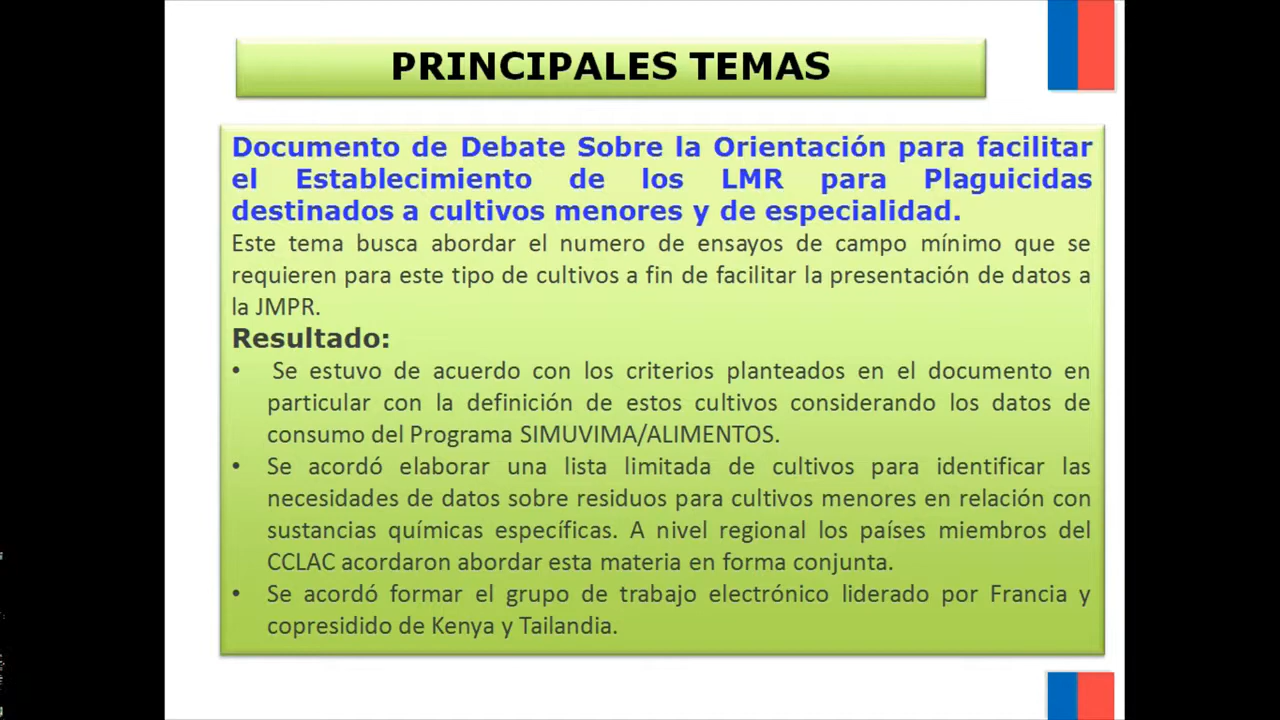 PRINCIPALES TEMAS
Documento de Debate Sobre la Orientación para facilitar
el Establecimiento de los LMR para Plaguicidas
destinados a cultivos menores y de especialidad.
Este tema busca abordar el numero de ensayos de campo mínimo que se
requieren para este tipo de cultivos a fin de facilitar la presentación de datos a
la JMPR.
Resultado:
• Se estuvo de acuerdo con los criterios planteados en el documento en
particular con la definición de estos cultivos considerando los datos de
consumo del Programa SIMUVIMA/ALIMENTOS.
• Se acordó elaborar una lista limitada de cultivos para identificar las
necesidades de datos sobre residuos para cultivos menores en relación con
sustancias químicas específicas. A nivel regional los países miembros del
CCLAC acordaron abordar esta materia en forma conjunta.
• Se acordó formar el grupo de trabajo electrónico liderado por Francia y
copresidido de Kenya y Tailandia.